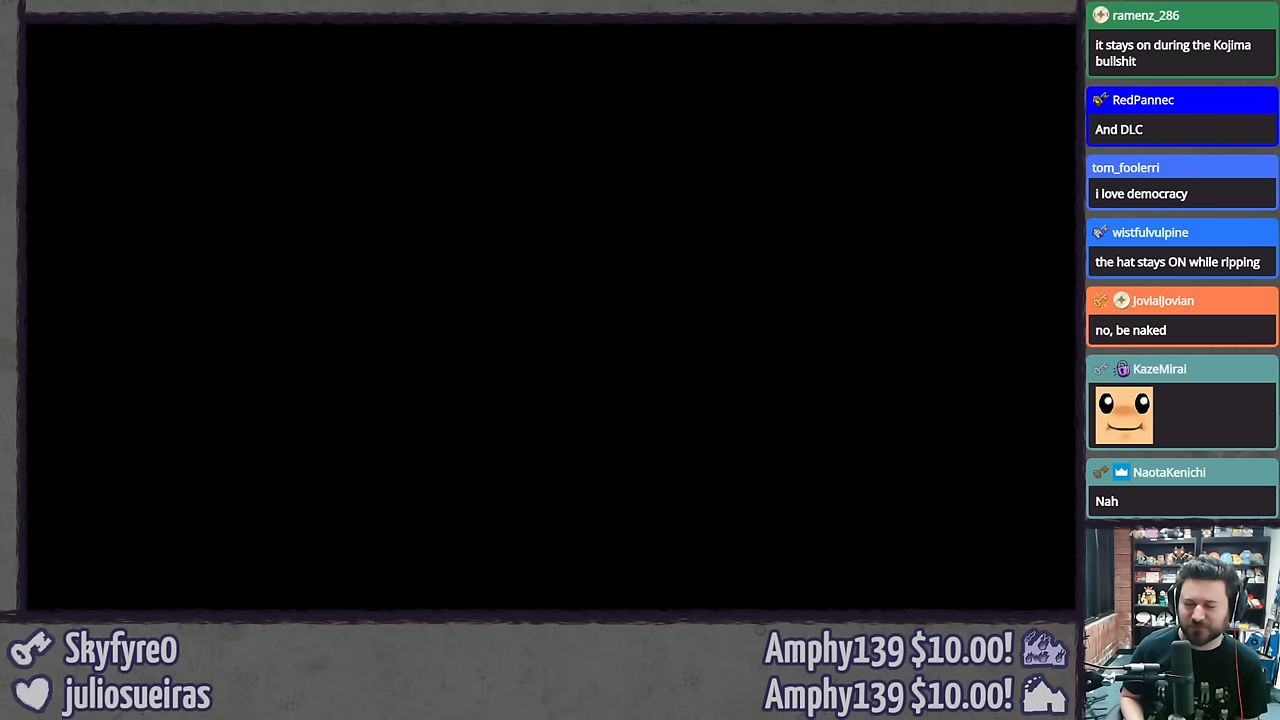 ramenz_286
it stays on during the Kojima
bullshit
RedPannec
And DLC
tom_foolerri
i love democracy
wistfulvulpine
the hat stays ON while ripping
JovialJovian
no, be naked
KazeMirai
NaotaKenichi
Nah
Skyfyre0
juliosueiras
Amphy139 $10.00!
Amphy139 $10.00!